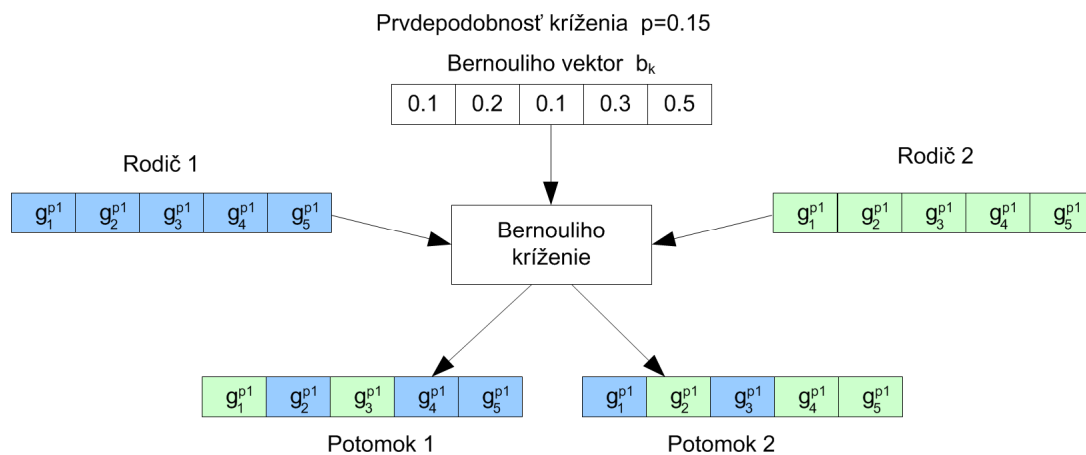 Prvdepodobnosť kríženia p=0.15
Bernouliho vektor b_k
0.1 0.2 0.1 0.3 0.5
Rodič 1
Rodič 2
g_1^p1 g_2^p1 g_3^p1 g_4^p1 g_5^p1
g_1^p1 g_2^p1 g_3^p1 g_4^p1 g_5^p1
Bernouliho
kríženie
g_1^p1 g_2^p1 g_3^p1 g_4^p1 g_5^p1
g_1^p1 g_2^p1 g_3^p1 g_4^p1 g_5^p1
Potomok 1
Potomok 2